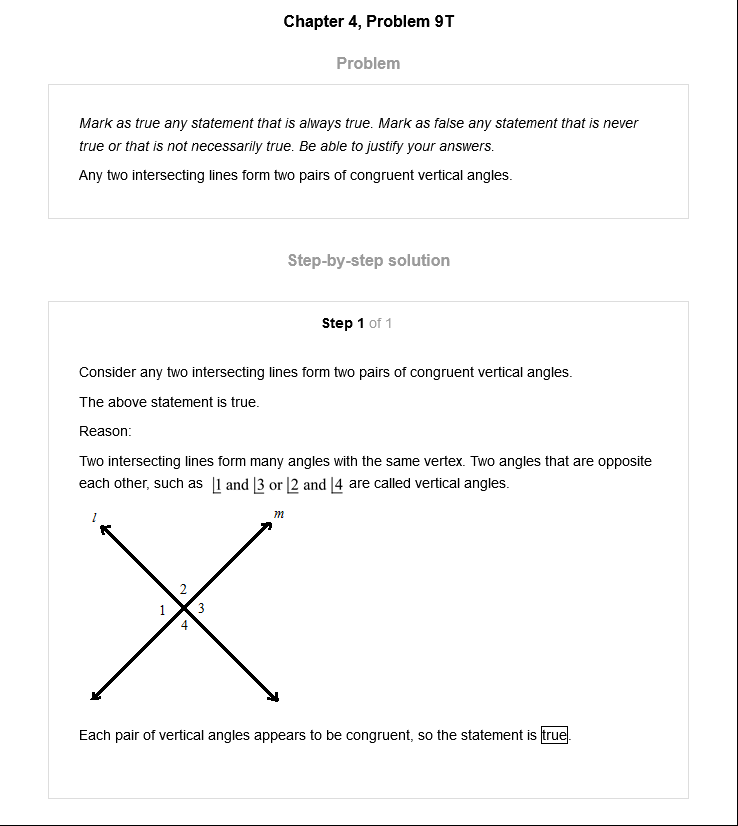 Chapter 4, Problem 9T
Problem
Mark as true any statement that is always true. Mark as false any statement that is never
true or that is not necessarily true. Be able to justify your answers.
Any two intersecting lines form two pairs of congruent vertical angles.
Step-by-step solution
Step 1 of 1
Consider any two intersecting lines form two pairs of congruent vertical angles.
The above statement is true.
Reason:
Two intersecting lines form many angles with the same vertex. Two angles that are opposite
each other, such as ⌊1 and ⌊3 or ⌊2 and ⌊4 are called vertical angles.
l m
2
1 3
4
Each pair of vertical angles appears to be congruent, so the statement is true.